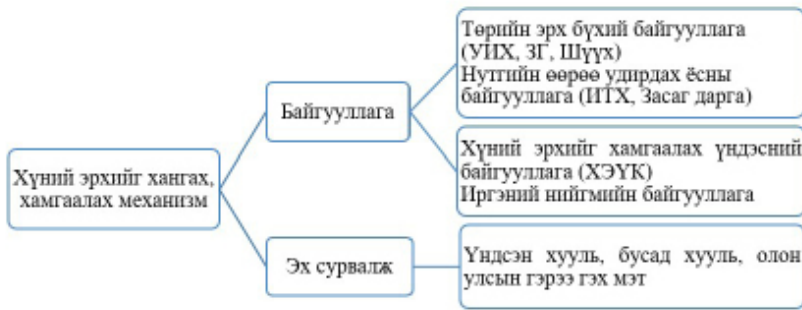 Хүний эрхийг хангах,
хамгаалах механизм
Байгууллага
Төрийн эрх бүхий байгууллага
(УИХ, ЗГ, Шүүх)
Нутгийн өөрөө удирдах ёсны
байгууллага (ИТХ, Засаг дарга)
Хүний эрхийг хамгаалах үндэсний
байгууллага (ХЭҮК)
Иргэний нийгмийн байгууллага
Эх сурвалж
Үндсэн хууль, бусад хууль, олон
улсын гэрээ гэх мэт